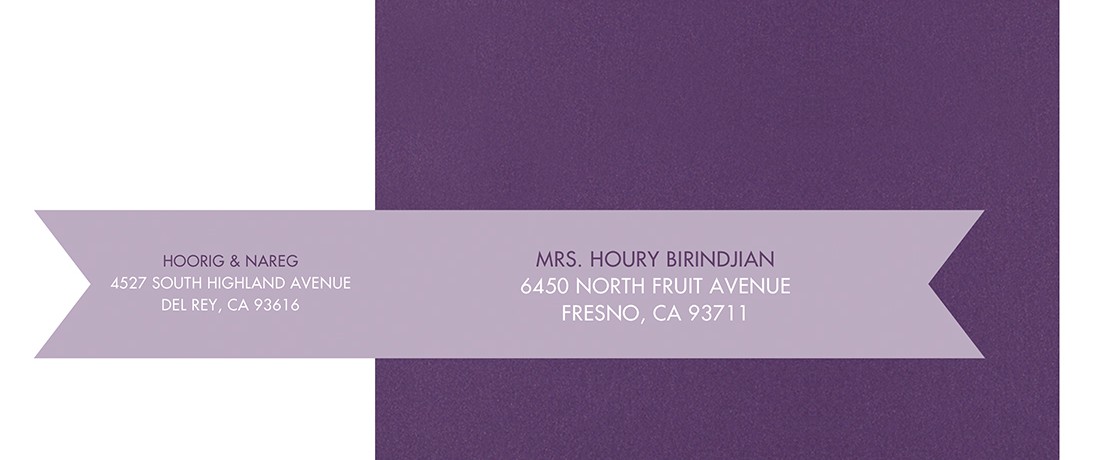 HOORIG & NAREG
4527 SOUTH HIGHLAND AVENUE
DEL REY, CA 93616
MRS. HOURY BIRINDJIAN
6450 NORTH FRUIT AVENUE
FRESNO, CA 93711